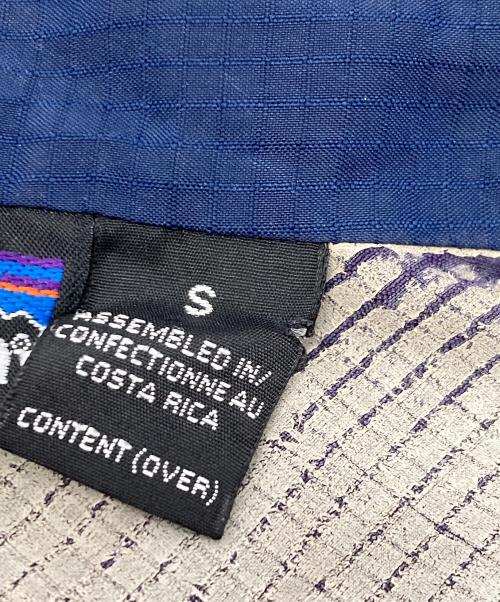 S
ASSEMBLED IN/
CONFECTIONNE AU
COSTA RICA
CONTENT (OVER)